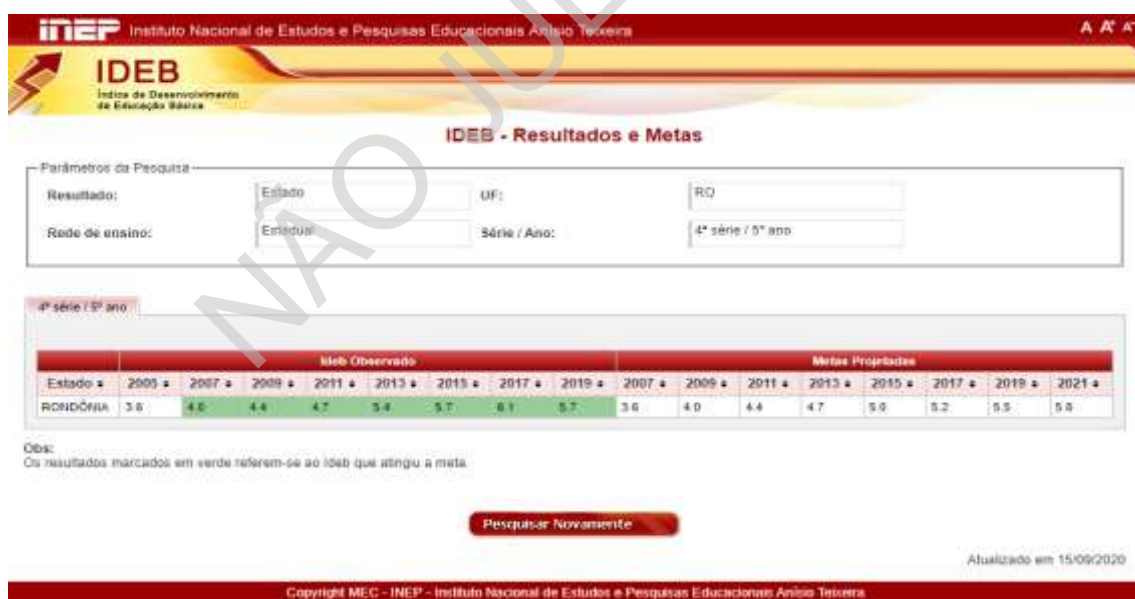 inep Instituto Nacional de Estudos e Pesquisas Educacionais Anísio Teixeira A A+ A-
IDEB
Índice de Desenvolvimento
da Educação Básica
IDEB - Resultados e Metas
Parâmetros da Pesquisa
Resultado: Estado UF: RO
Rede de ensino: Estadual Série / Ano: 4ª série / 5º ano
4ª série / 5º ano
Ideb Observado Metas Projetadas
Estado 2005 2007 2009 2011 2013 2015 2017 2019 2007 2009 2011 2013 2015 2017 2019 2021
RONDÔNIA 3.6 4.0 4.4 4.7 5.4 5.7 6.1 5.7 3.6 4.0 4.4 4.7 5.0 5.2 5.5 5.8
Obs:
Os resultados marcados em verde referem-se ao Ideb que atingiu a meta.
Pesquisar Novamente
Atualizado em 15/09/2020
Copyright MEC - INEP - Instituto Nacional de Estudos e Pesquisas Educacionais Anísio Teixeira
NÃO